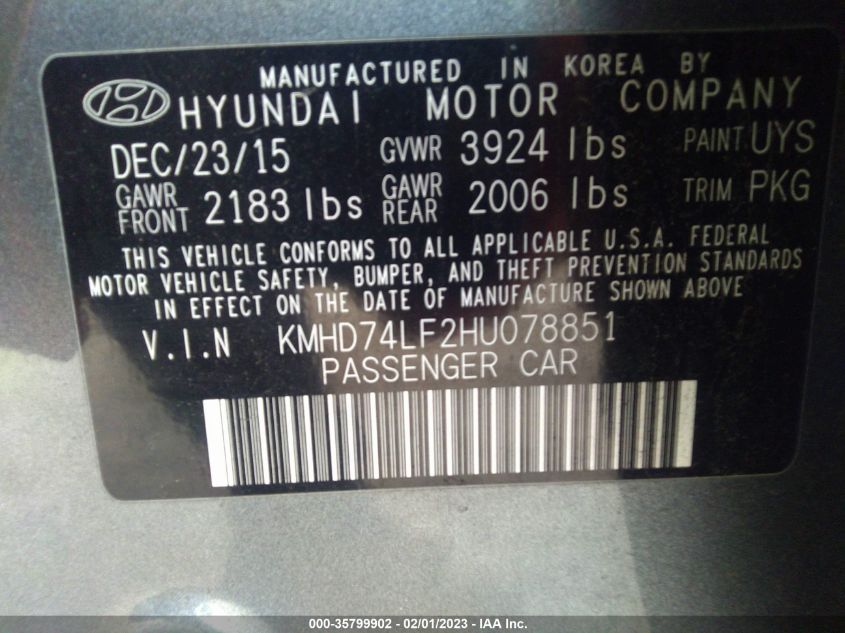 MANUFACTURED IN KOREA BY
HYUNDAI MOTOR COMPANY
DEC/23/15 GVWR 3924 lbs PAINT UYS
GAWR FRONT 2183 lbs GAWR REAR 2006 lbs TRIM PKG
THIS VEHICLE CONFORMS TO ALL APPLICABLE U.S.A. FEDERAL
MOTOR VEHICLE SAFETY, BUMPER, AND THEFT PREVENTION STANDARDS
IN EFFECT ON THE DATE OF MANUFACTURE SHOWN ABOVE
V.I.N KMHD74LF2HU078851
PASSENGER CAR
000-35799902 - 02/01/2023 - IAA Inc.